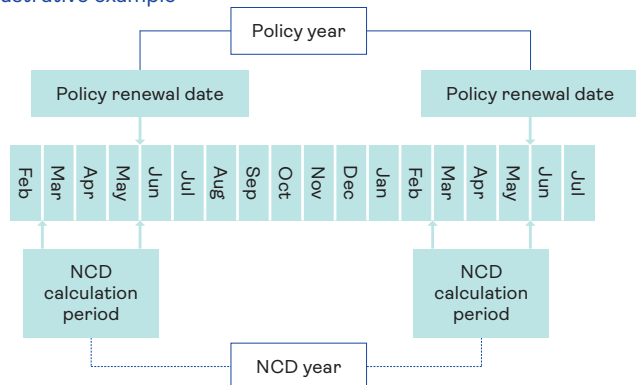 Policy year
Policy renewal date
Policy renewal date
Feb
Mar
Apr
May
Jun
Jul
Aug
Sep
Oct
Nov
Dec
Jan
Feb
Mar
Apr
May
Jun
Jul
NCD
calculation
period
NCD
calculation
period
NCD year